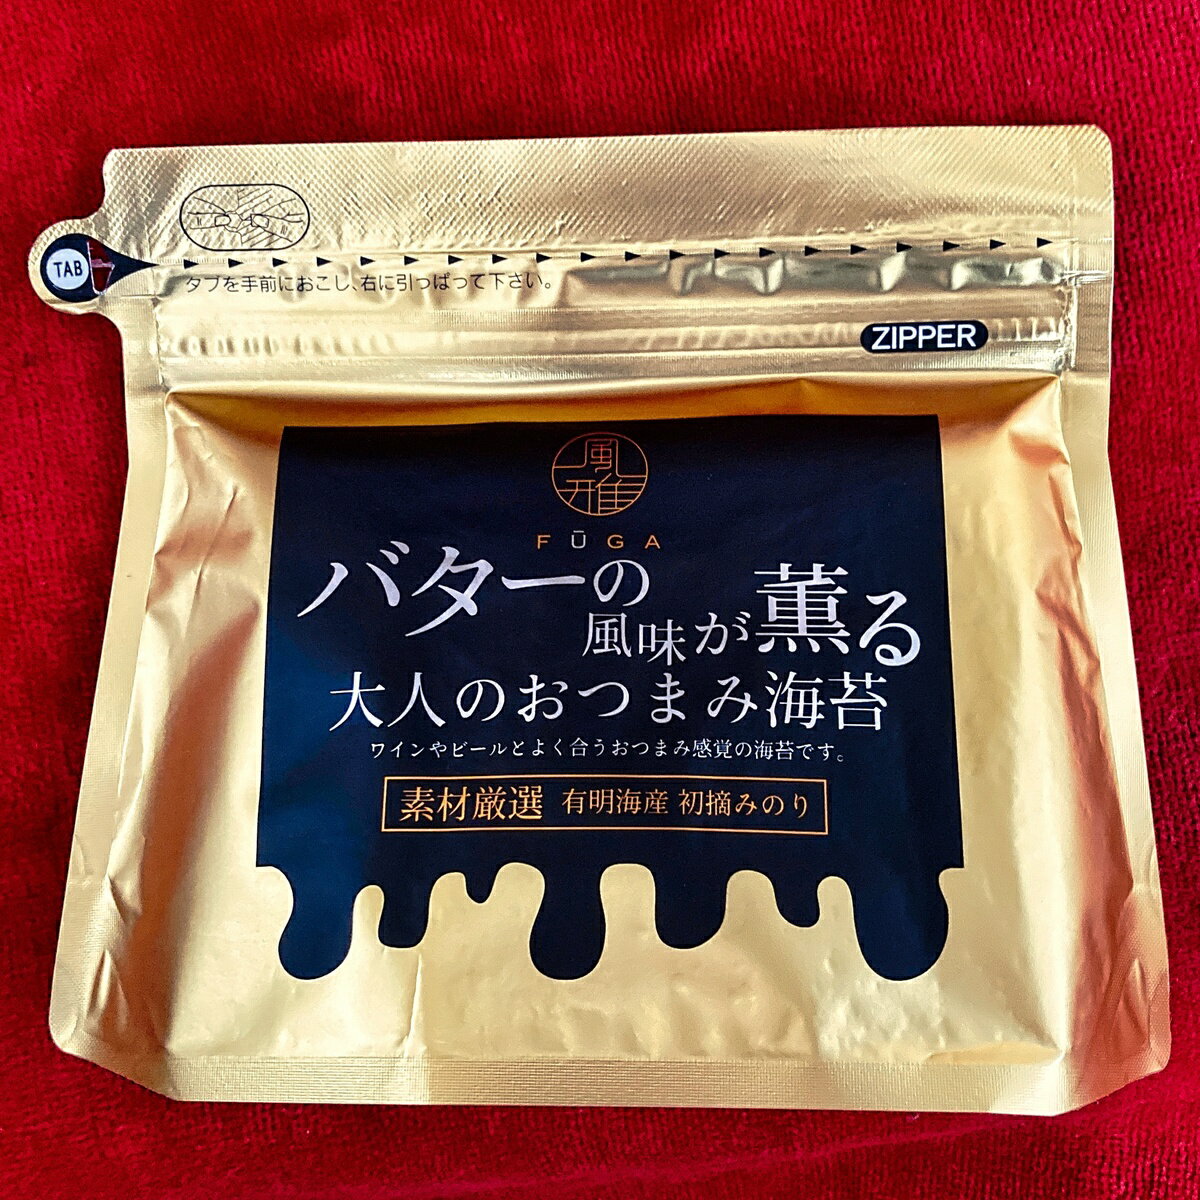 TAB
タブを手前におこし、右に引っぱって下さい。
ZIPPER
風雅
FŪGA
バターの
風味が薫る
大人のおつまみ海苔
ワインやビールとよく合うおつまみ感覚の海苔です。
素材厳選 有明海産 初摘みのり